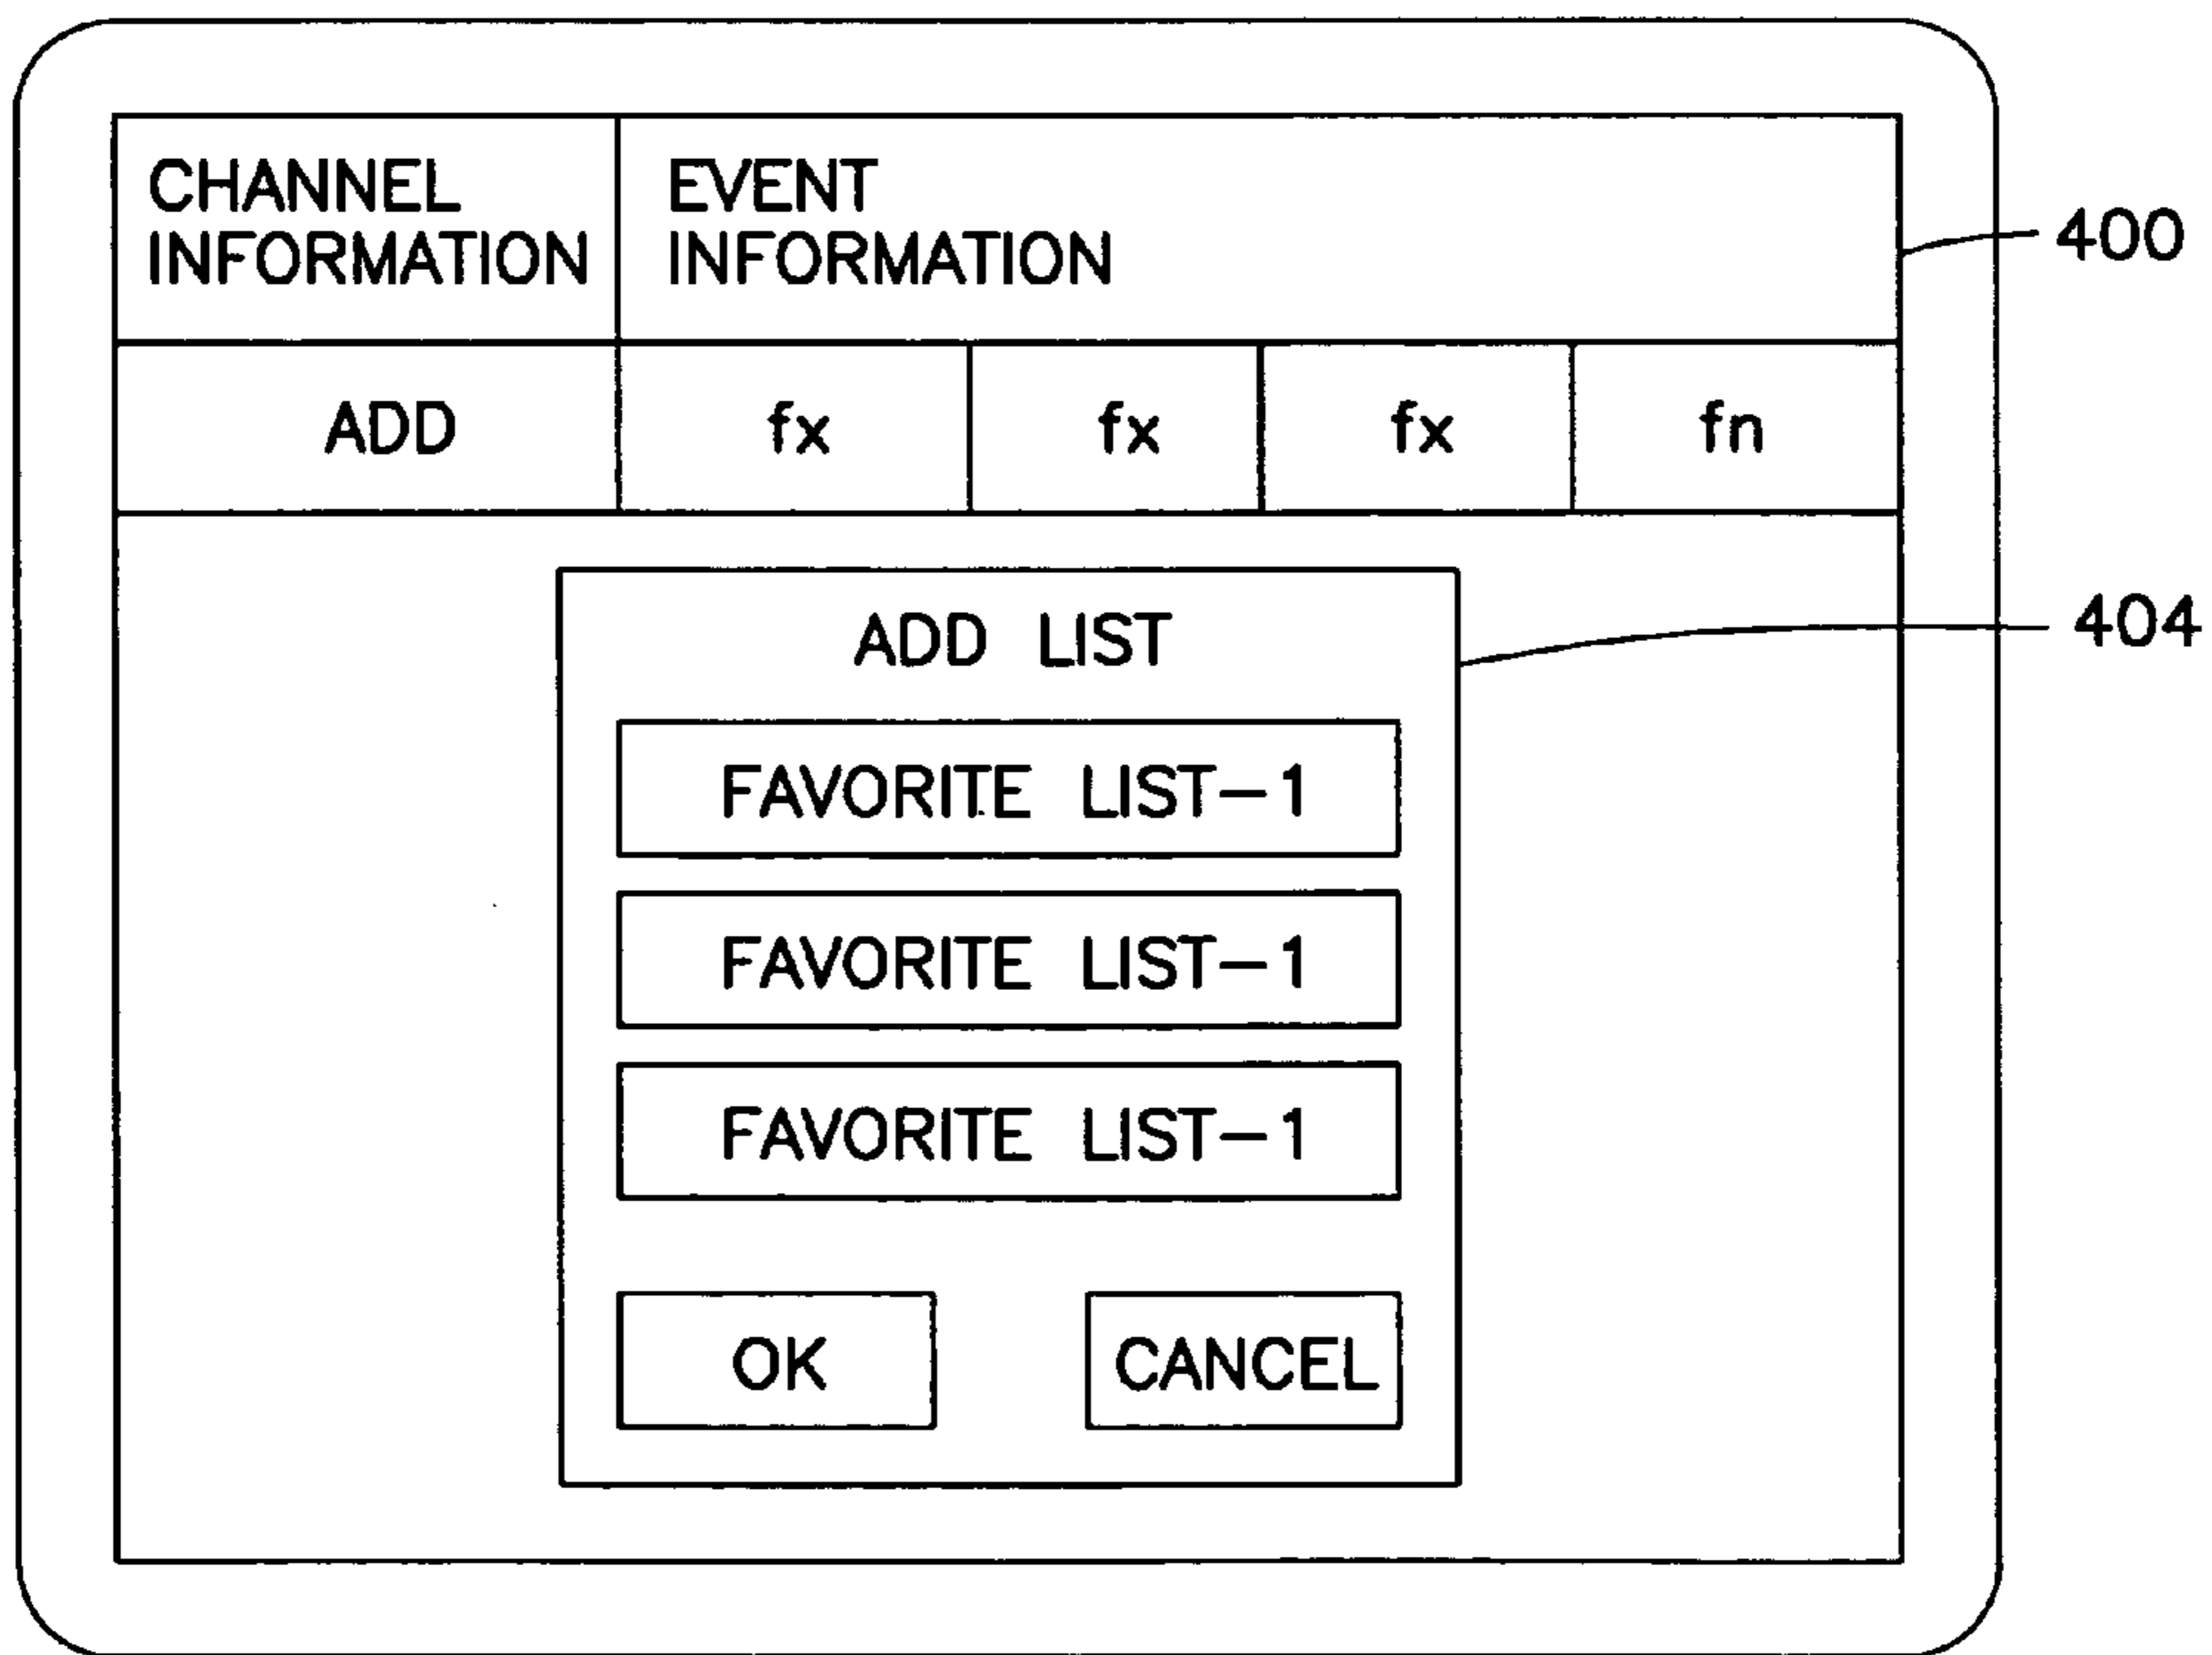 CHANNEL
INFORMATION
EVENT
INFORMATION
400
ADD
fx
fx
fx
fn
ADD LIST
404
FAVORITE LIST-1
FAVORITE LIST-1
FAVORITE LIST-1
OK
CANCEL